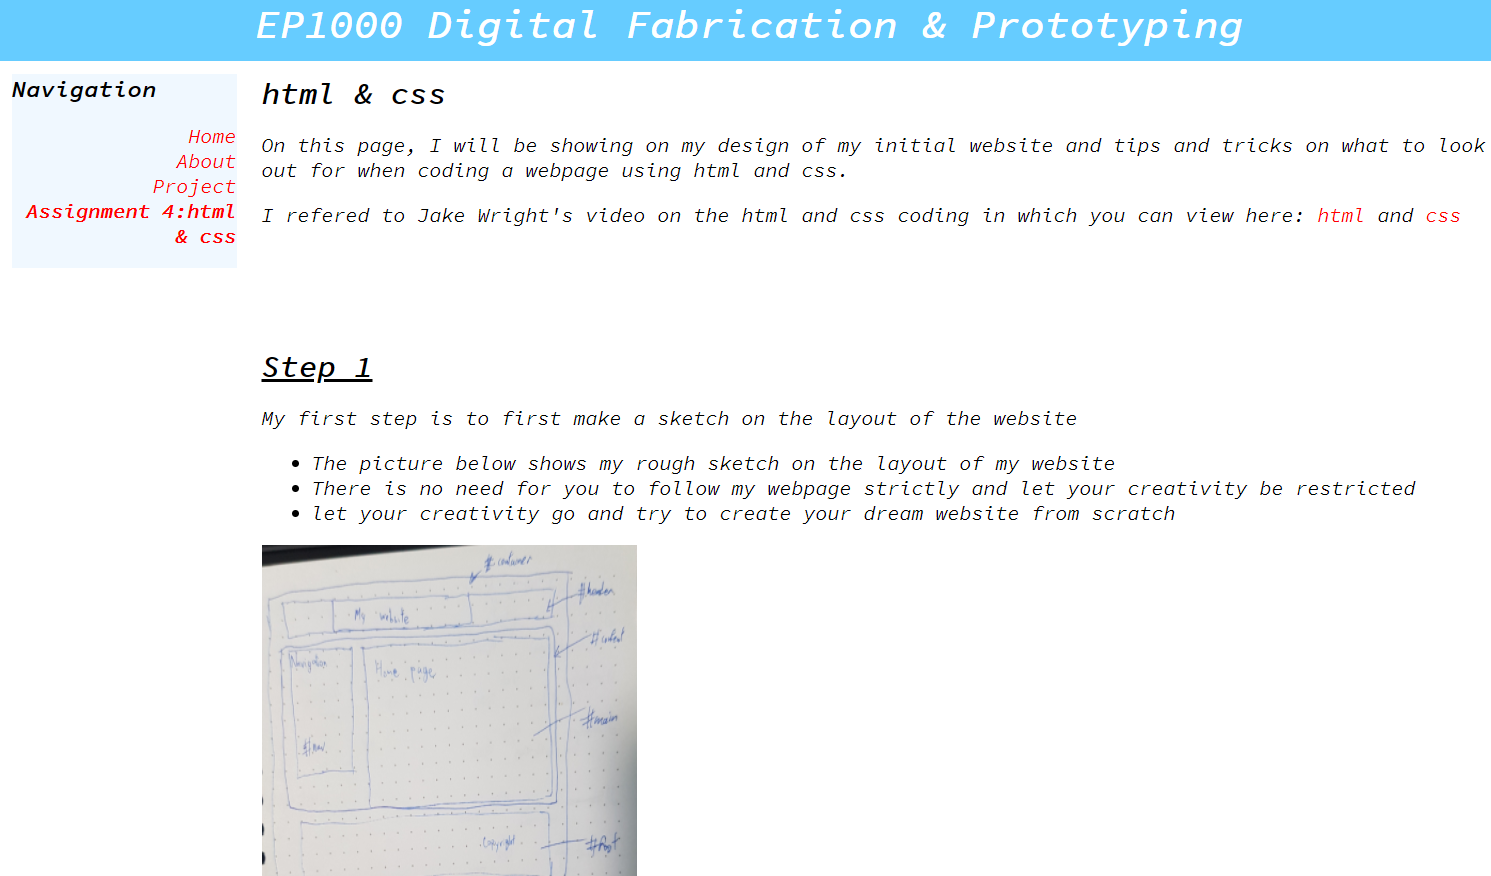 EP1000 Digital Fabrication & Prototyping
Navigation
Home
About
Project
Assignment 4:html
& css
html & css
On this page, I will be showing on my design of my initial website and tips and tricks on what to look
out for when coding a webpage using html and css.
I refered to Jake Wright's video on the html and css coding in which you can view here: html and css
Step 1
My first step is to first make a sketch on the layout of the website
The picture below shows my rough sketch on the layout of my website
There is no need for you to follow my webpage strictly and let your creativity be restricted
let your creativity go and try to create your dream website from scratch
#container
#header
My website
#content
Navigation
Home page
#main
#nav
Copyright